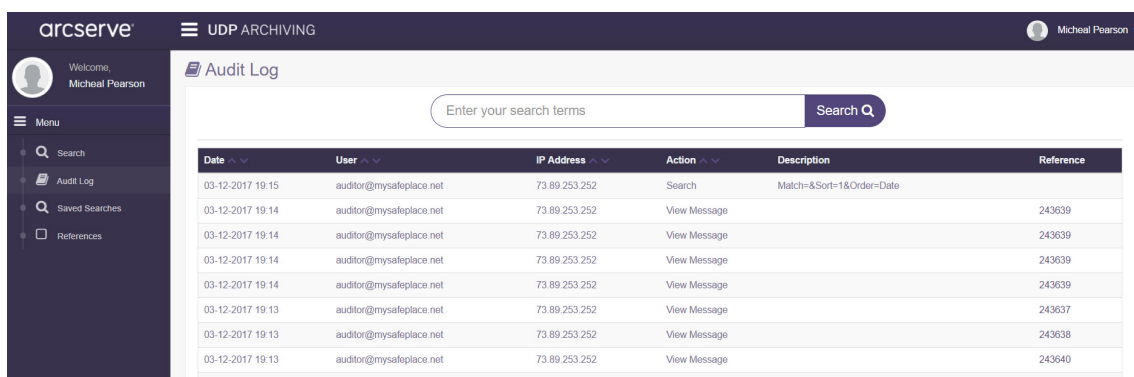 arcserve
UDP ARCHIVING
Micheal Pearson
Welcome,
Micheal Pearson
Audit Log
Enter your search terms
Search
Menu
Search
Audit Log
Saved Searches
References
Date User IP Address Action Description Reference
03-12-2017 19:15 auditor@mysafeplace.net 73.89.253.252 Search Match=&Sort=1&Order=Date
03-12-2017 19:14 auditor@mysafeplace.net 73.89.253.252 View Message 243639
03-12-2017 19:14 auditor@mysafeplace.net 73.89.253.252 View Message 243639
03-12-2017 19:14 auditor@mysafeplace.net 73.89.253.252 View Message 243639
03-12-2017 19:14 auditor@mysafeplace.net 73.89.253.252 View Message 243639
03-12-2017 19:13 auditor@mysafeplace.net 73.89.253.252 View Message 243637
03-12-2017 19:13 auditor@mysafeplace.net 73.89.253.252 View Message 243638
03-12-2017 19:13 auditor@mysafeplace.net 73.89.253.252 View Message 243640